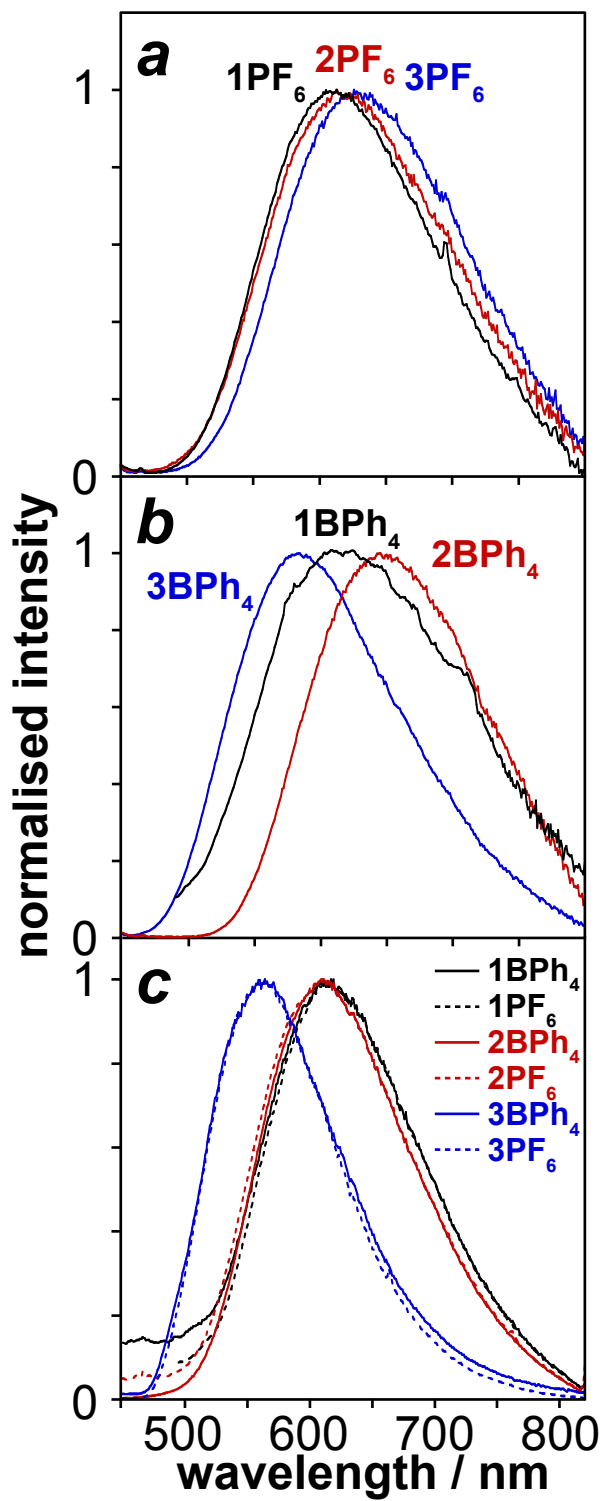 a
1PF₆ 2PF₆ 3PF₆
1
0
b
1BPh₄
2BPh₄
3BPh₄
1
0
c
1BPh₄
1PF₆
2BPh₄
2PF₆
3BPh₄
3PF₆
1
0
500 600 700 800
wavelength / nm
normalised intensity